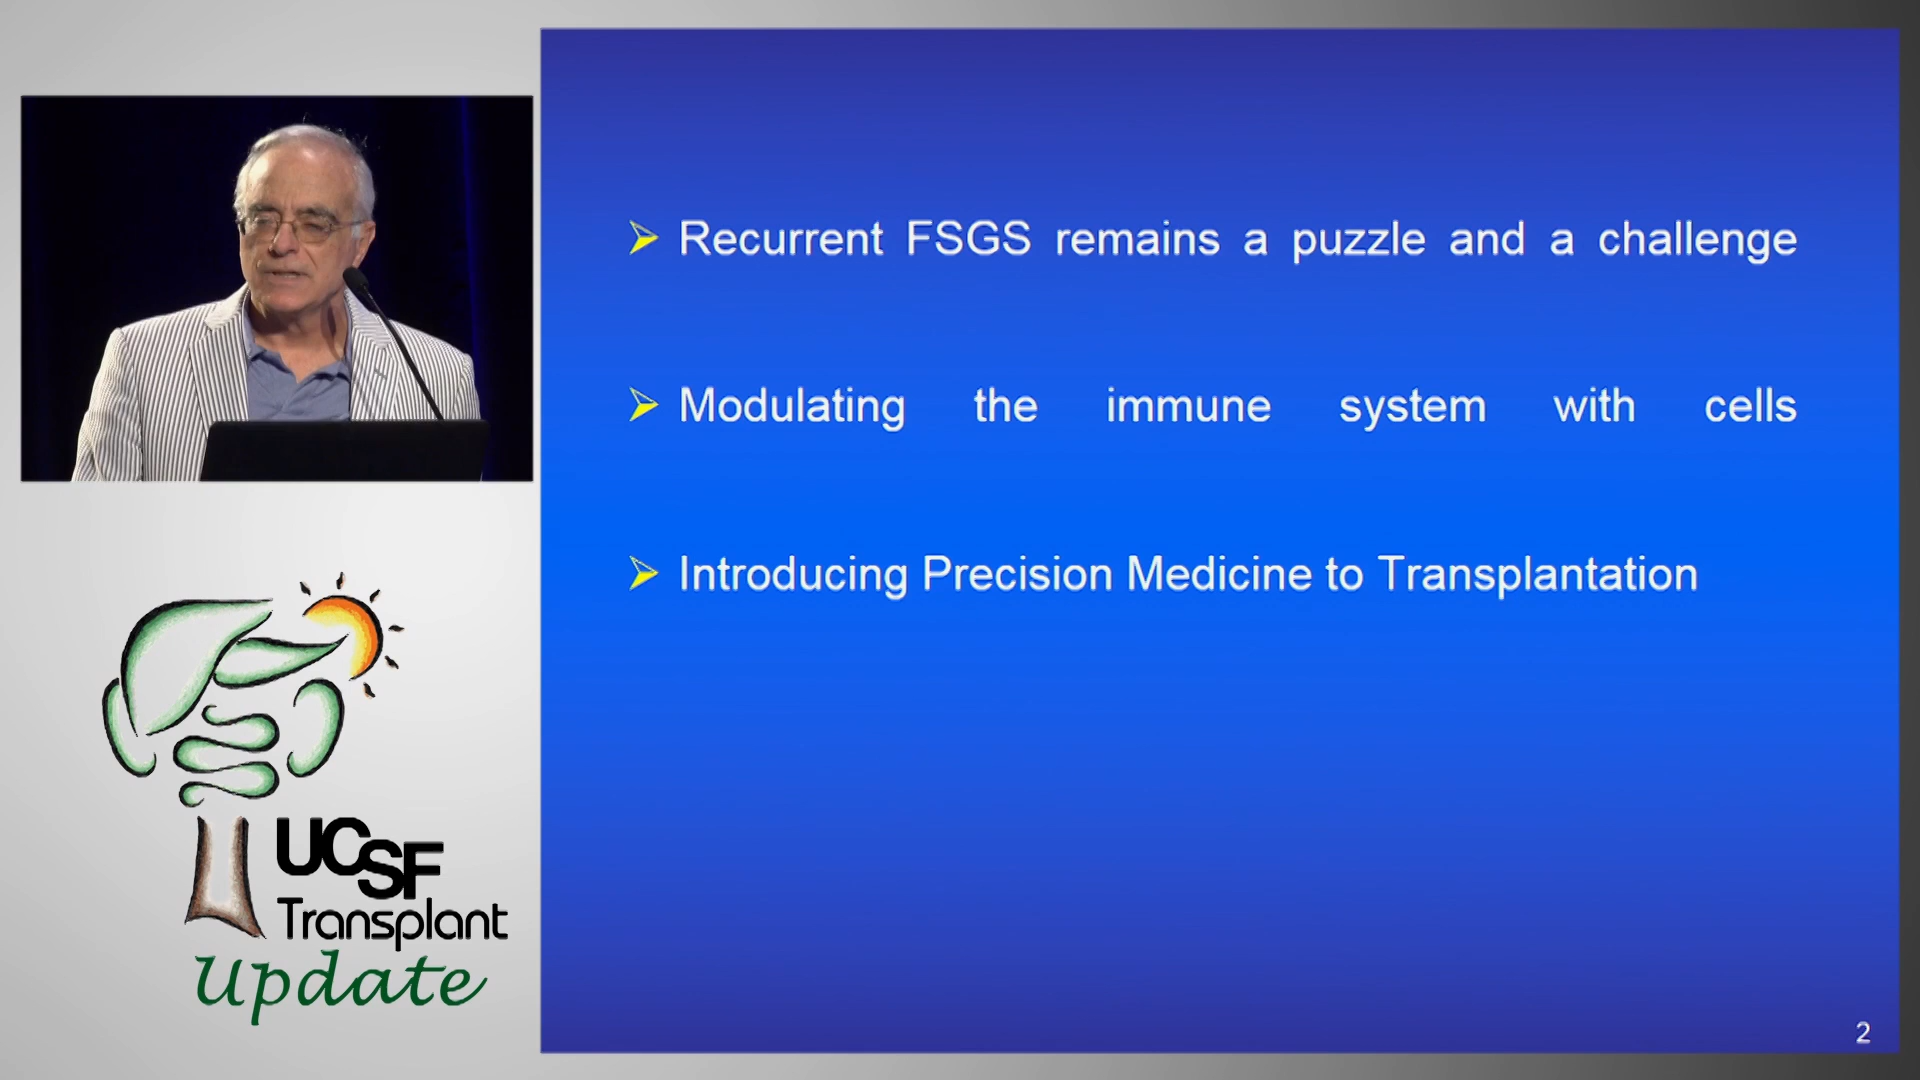 Recurrent FSGS remains a puzzle and a challenge
Modulating the immune system with cells
Introducing Precision Medicine to Transplantation
UCSF
Transplant
Update
2